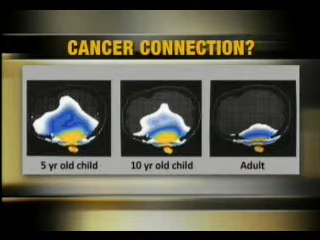 CANCER CONNECTION?
5 yr old child
10 yr old child
Adult